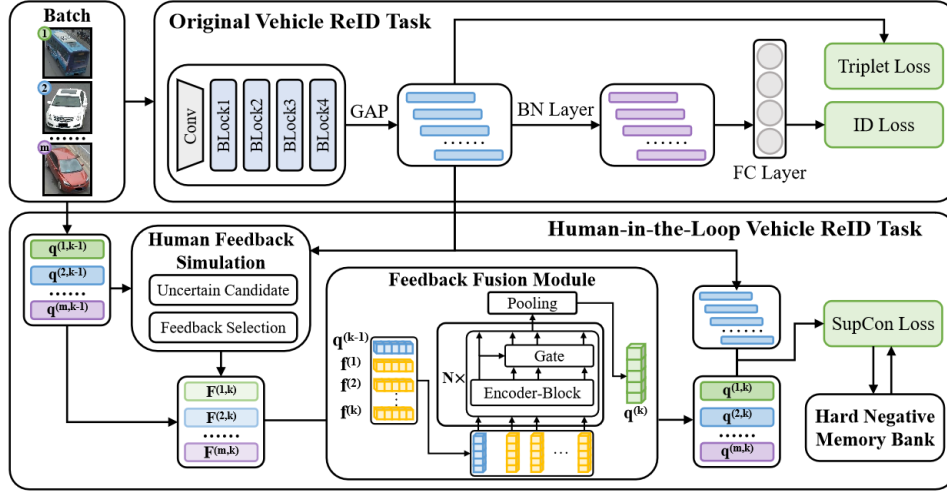 Batch
1
2
......
m
Original Vehicle ReID Task
Conv
BLock1
BLock2
BLock3
BLock4
GAP
......
BN Layer
......
FC Layer
Triplet Loss
ID Loss
Human-in-the-Loop Vehicle ReID Task
q(1,k-1)
q(2,k-1)
......
q(m,k-1)
Human Feedback
Simulation
Uncertain Candidate
Feedback Selection
F(1,k)
F(2,k)
......
F(m,k)
Feedback Fusion Module
q(k-1)
f(1)
f(2)
⋮
f(k)
Pooling
N×
Gate
Encoder-Block
...
q(k)
......
q(1,k)
q(2,k)
......
q(m,k)
SupCon Loss
Hard Negative
Memory Bank